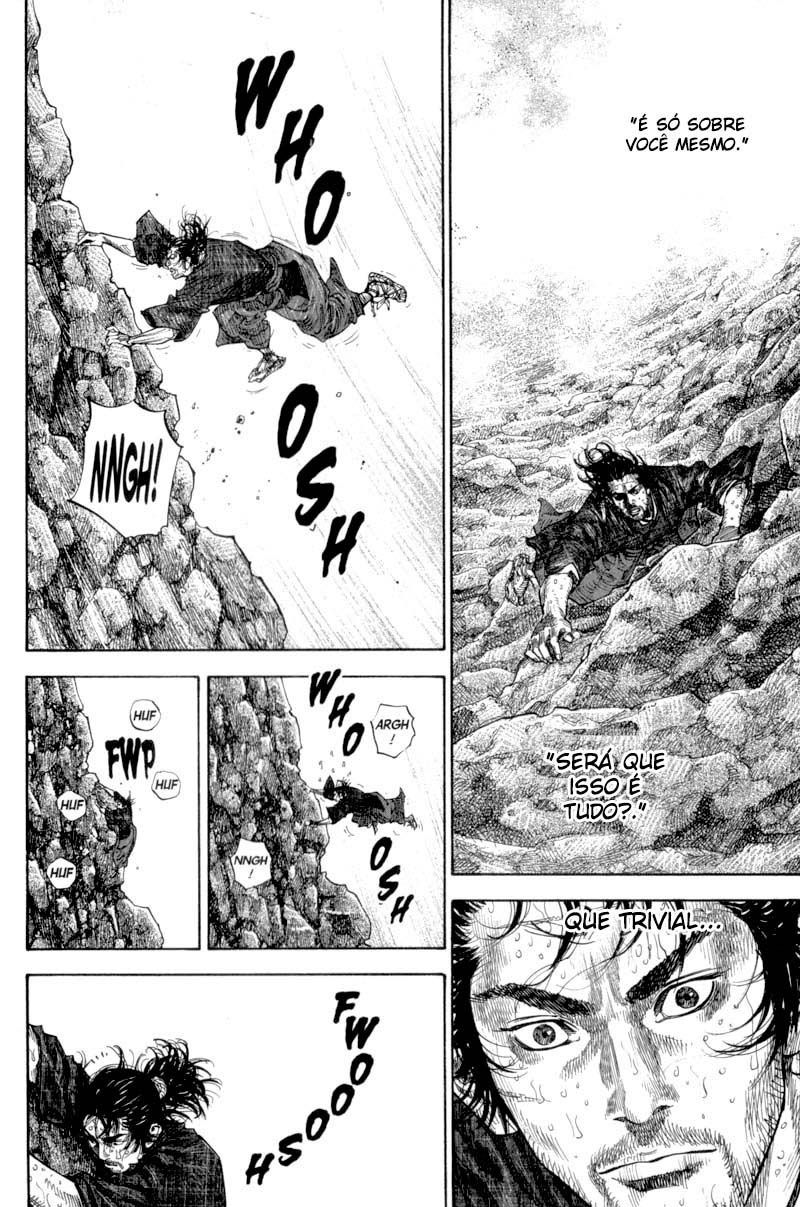 "É SÓ SOBRE
VOCÊ MESMO."
"SERÁ QUE
ISSO É
TUDO?."
QUE TRIVIAL...
WHO
OSH
NNGH!
WHO
ARGH
!
NNGH
!
OSH
HUF
FWP
HUF
HUF
HUF
FWOOOOSH